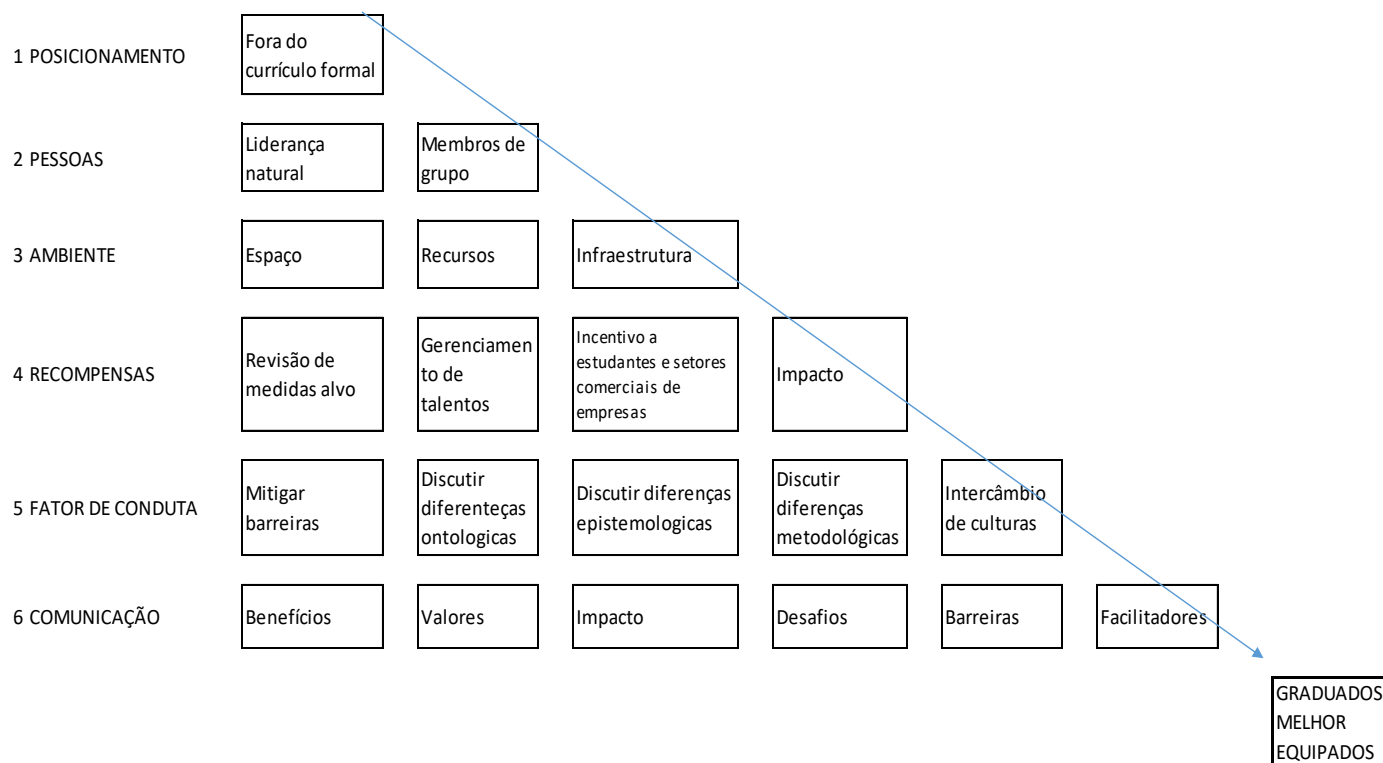 1 POSICIONAMENTO
Fora do
currículo formal
2 PESSOAS
Liderança
natural
Membros de
grupo
3 AMBIENTE
Espaço
Recursos
Infraestrutura
4 RECOMPENSAS
Revisão de
medidas alvo
Gerenciamen
to de
talentos
Incentivo a
estudantes e setores
comerciais de
empresas
Impacto
5 FATOR DE CONDUTA
Mitigar
barreiras
Discutir
diferenteças
ontologicas
Discutir diferenças
epistemologicas
Discutir
diferenças
metodológicas
Intercâmbio
de culturas
6 COMUNICAÇÃO
Benefícios
Valores
Impacto
Desafios
Barreiras
Facilitadores
GRADUADOS
MELHOR
EQUIPADOS